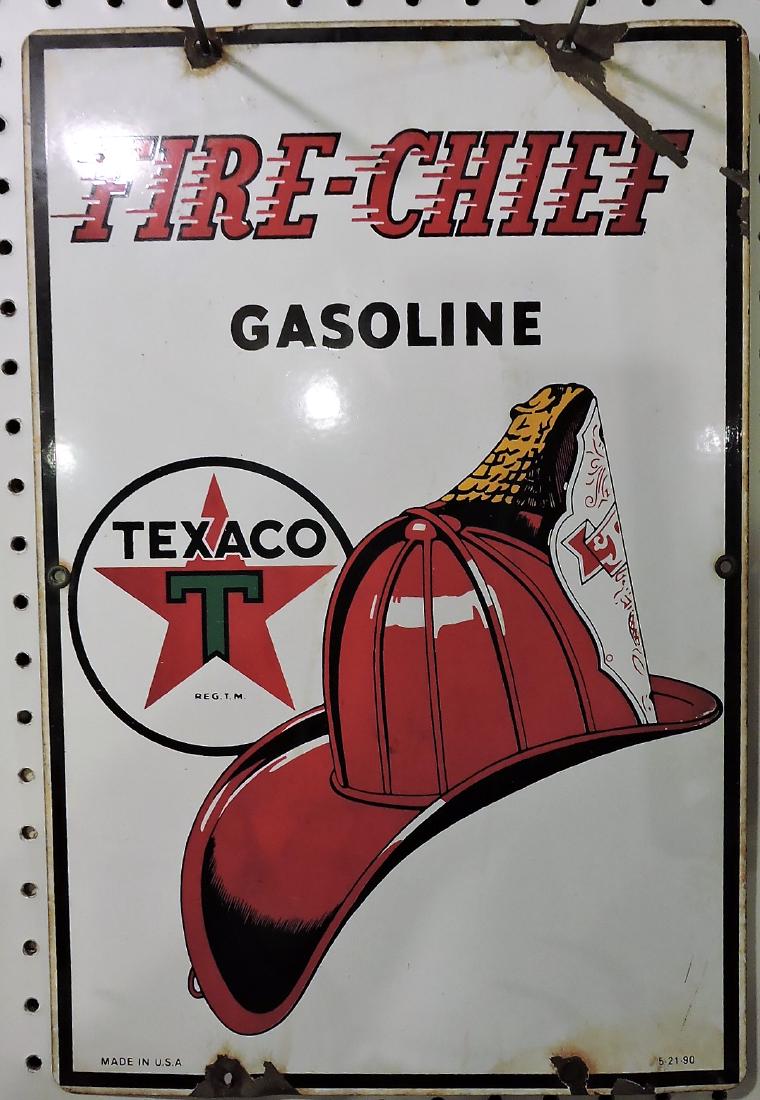 FIRE-CHIEF
GASOLINE
TEXACO
T
REG. T. M.
MADE IN U.S.A
5-21-90